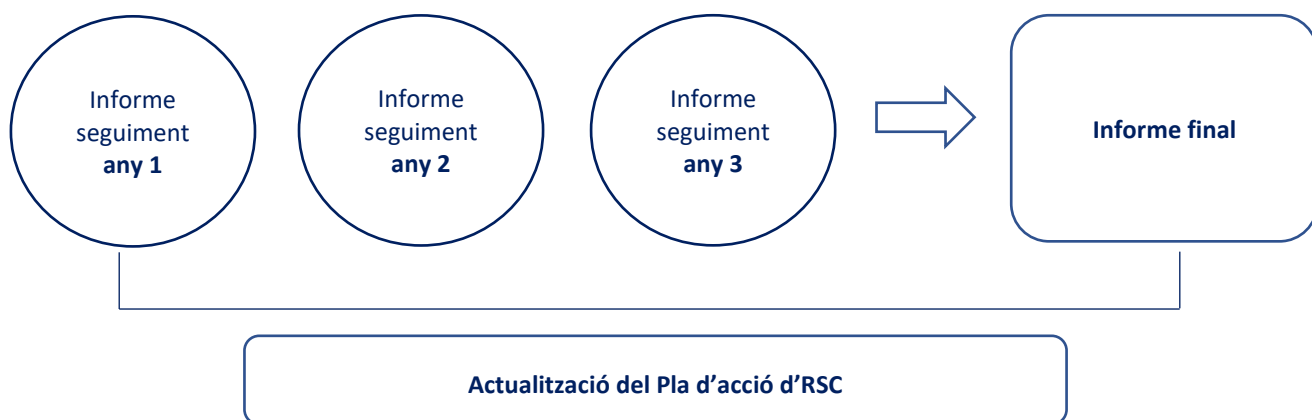 Informe
seguiment
any 1
Informe
seguiment
any 2
Informe
seguiment
any 3
Informe final
Actualització del Pla d’acció d’RSC